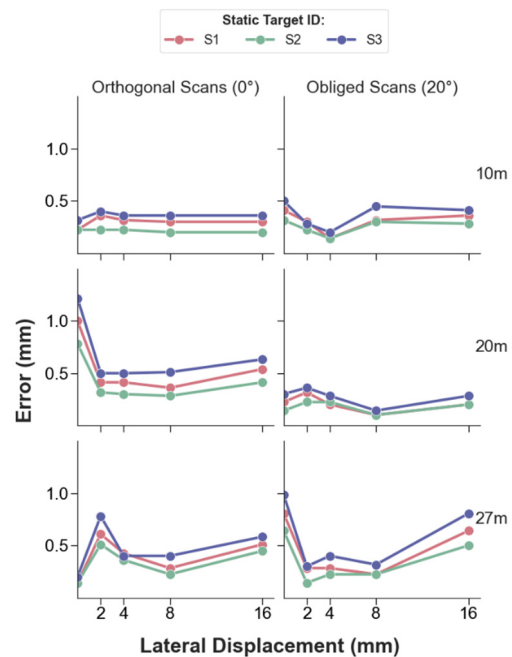 Static Target ID:
S1 S2 S3
Orthogonal Scans (0°) Obliged Scans (20°)
1.0
0.5
10m
1.0
0.5
20m
1.0
0.5
27m
2 4 8 16 2 4 8 16
Error (mm)
Lateral Displacement (mm)